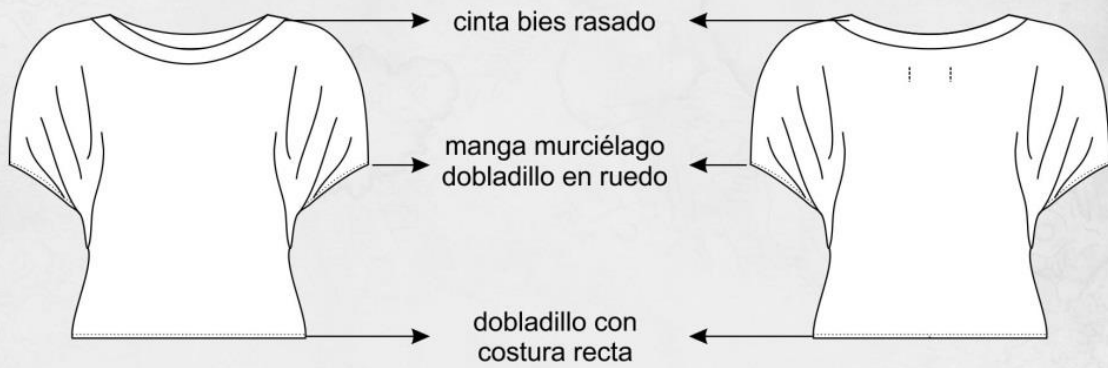 cinta bies rasado
manga murciélago
dobladillo en ruedo
dobladillo con
costura recta